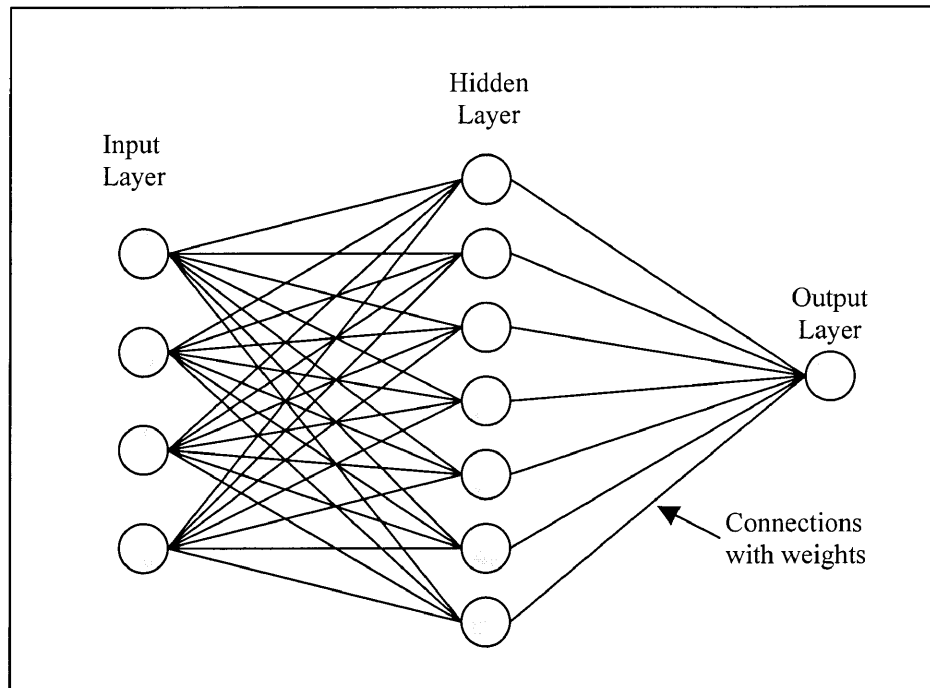 Hidden
Layer
Input
Layer
Output
Layer
Connections
with weights